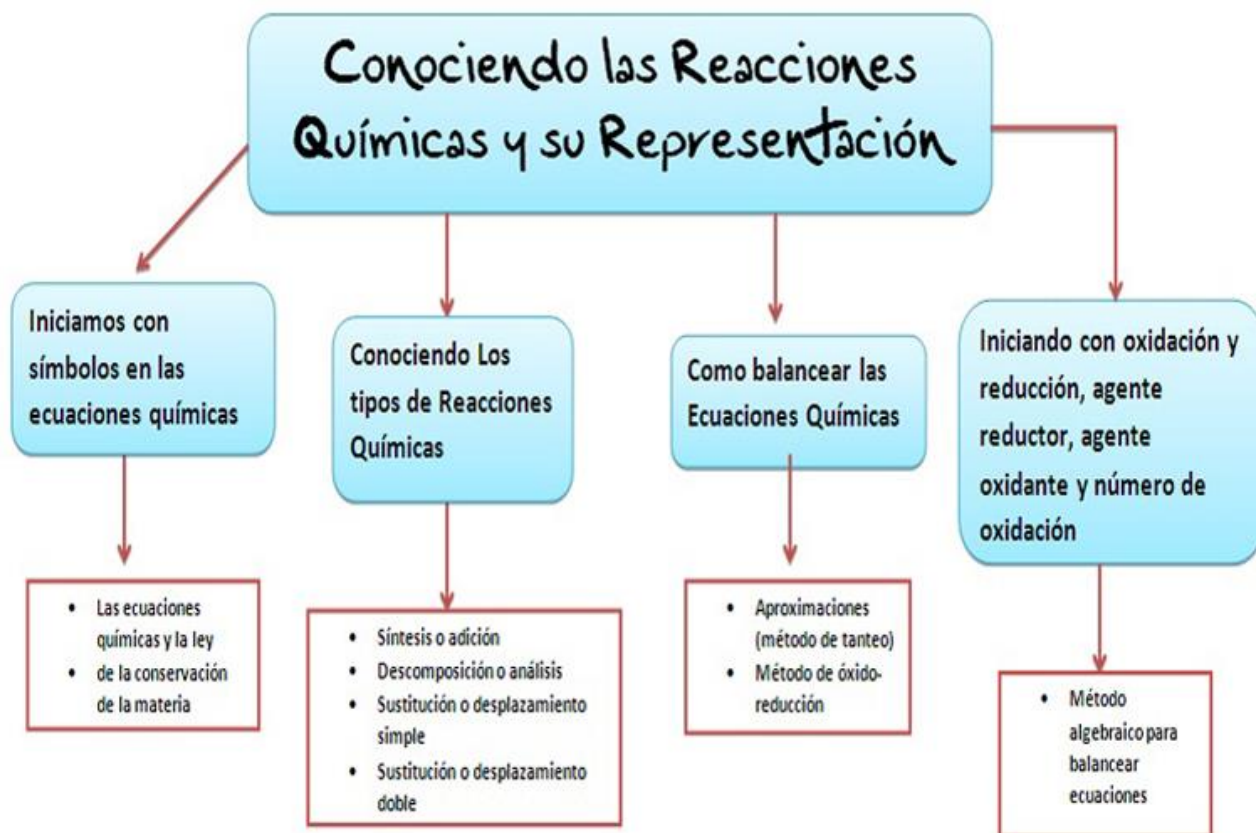 Conociendo las Reacciones
Químicas y su Representación
Iniciamos con
símbolos en las
ecuaciones químicas
Conociendo Los
tipos de Reacciones
Químicas
Como balancear las
Ecuaciones Químicas
Iniciando con oxidación y
reducción, agente
reductor, agente
oxidante y número de
oxidación
• Las ecuaciones
químicas y la ley
• de la conservación
de la materia
• Síntesis o adición
• Descomposición o análisis
• Sustitución o desplazamiento
simple
• Sustitución o desplazamiento
doble
• Aproximaciones
(método de tanteo)
• Método de óxido-
reducción
• Método
algebraico para
balancear
ecuaciones